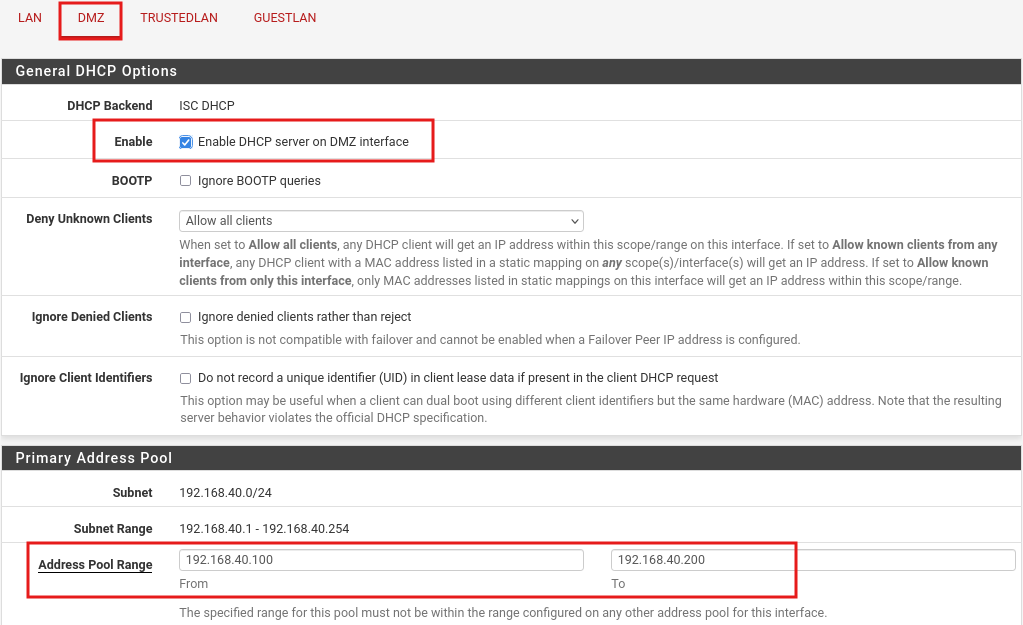 LAN DMZ TRUSTEDLAN GUESTLAN
General DHCP Options
DHCP Backend ISC DHCP
Enable Enable DHCP server on DMZ interface
BOOTP Ignore BOOTP queries
Deny Unknown Clients Allow all clients
When set to Allow all clients, any DHCP client will get an IP address within this scope/range on this interface. If set to Allow known clients from any
interface, any DHCP client with a MAC address listed in a static mapping on any scope(s)/interface(s) will get an IP address. If set to Allow known
clients from only this interface, only MAC addresses listed in static mappings on this interface will get an IP address within this scope/range.
Ignore Denied Clients Ignore denied clients rather than reject
This option is not compatible with failover and cannot be enabled when a Failover Peer IP address is configured.
Ignore Client Identifiers Do not record a unique identifier (UID) in client lease data if present in the client DHCP request
This option may be useful when a client can dual boot using different client identifiers but the same hardware (MAC) address. Note that the resulting
server behavior violates the official DHCP specification.
Primary Address Pool
Subnet 192.168.40.0/24
Subnet Range 192.168.40.1 - 192.168.40.254
Address Pool Range 192.168.40.100 192.168.40.200
From To
The specified range for this pool must not be within the range configured on any other address pool for this interface.